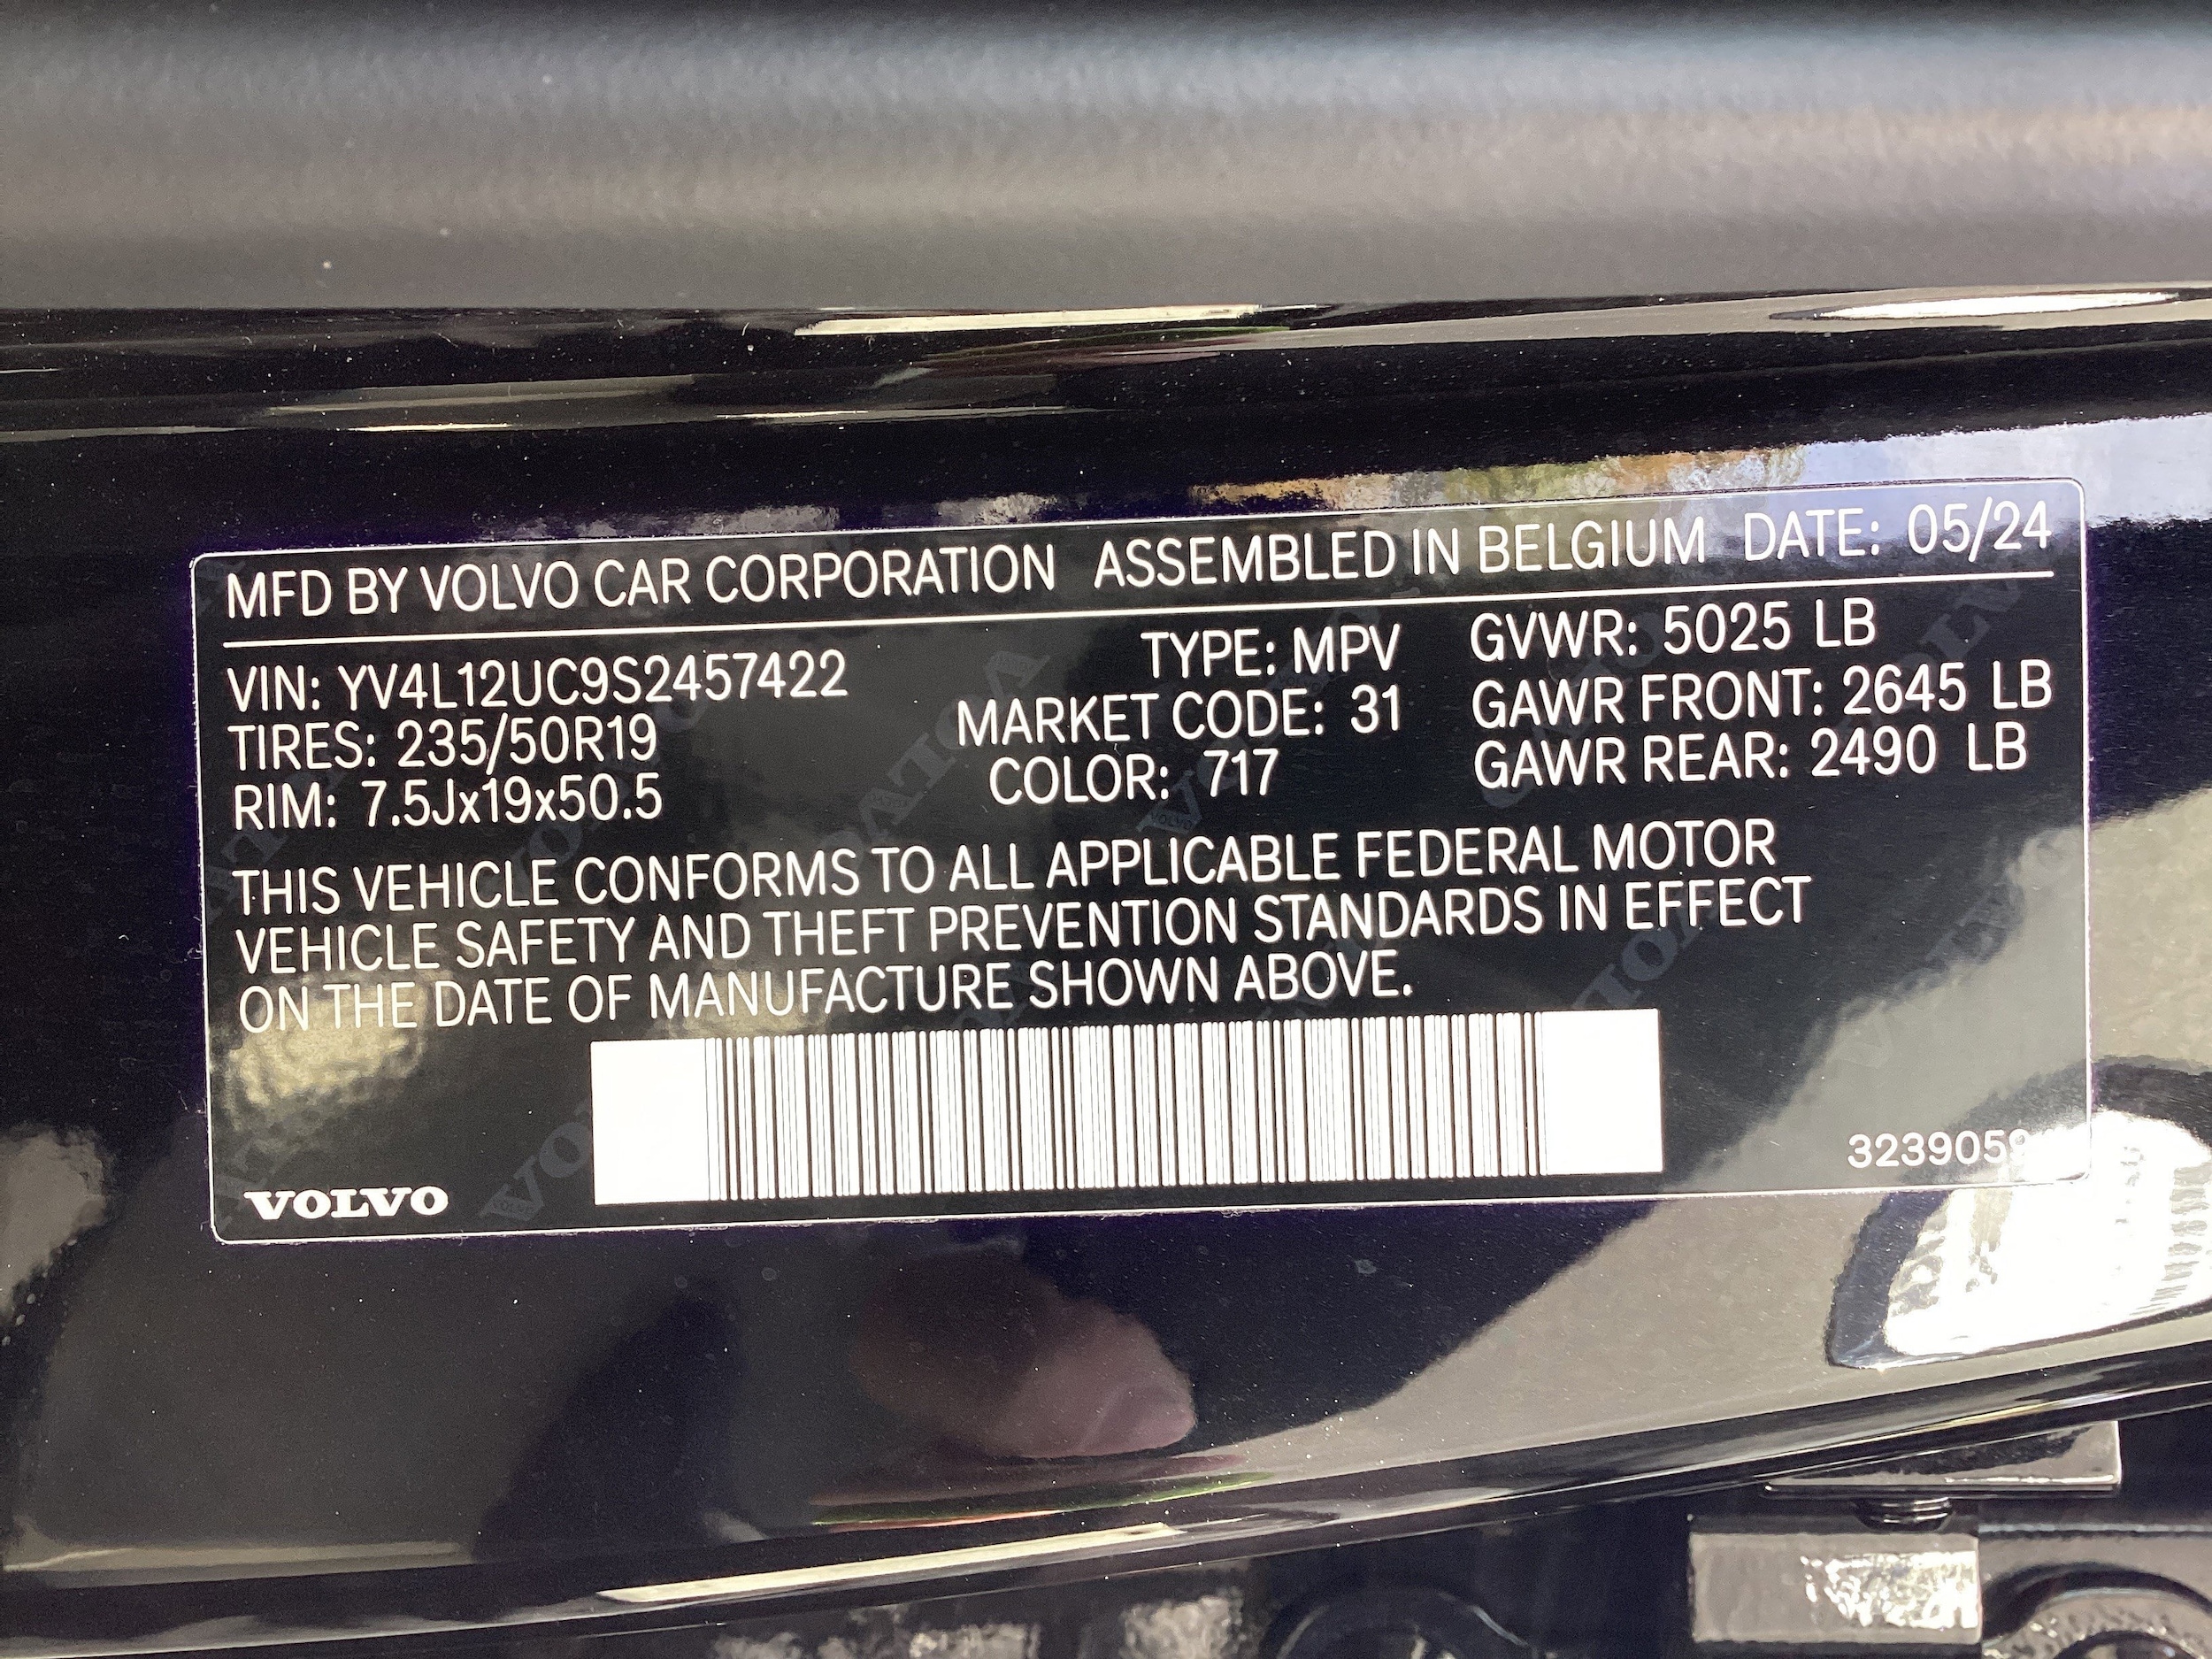 MFD BY VOLVO CAR CORPORATION ASSEMBLED IN BELGIUM DATE: 05/24
VIN: YV4L12UC9S2457422 TYPE: MPV GVWR: 5025 LB
TIRES: 235/50R19 MARKET CODE: 31 GAWR FRONT: 2645 LB
RIM: 7.5Jx19x50.5 COLOR: 717 GAWR REAR: 2490 LB
THIS VEHICLE CONFORMS TO ALL APPLICABLE FEDERAL MOTOR
VEHICLE SAFETY AND THEFT PREVENTION STANDARDS IN EFFECT
ON THE DATE OF MANUFACTURE SHOWN ABOVE.
VOLVO